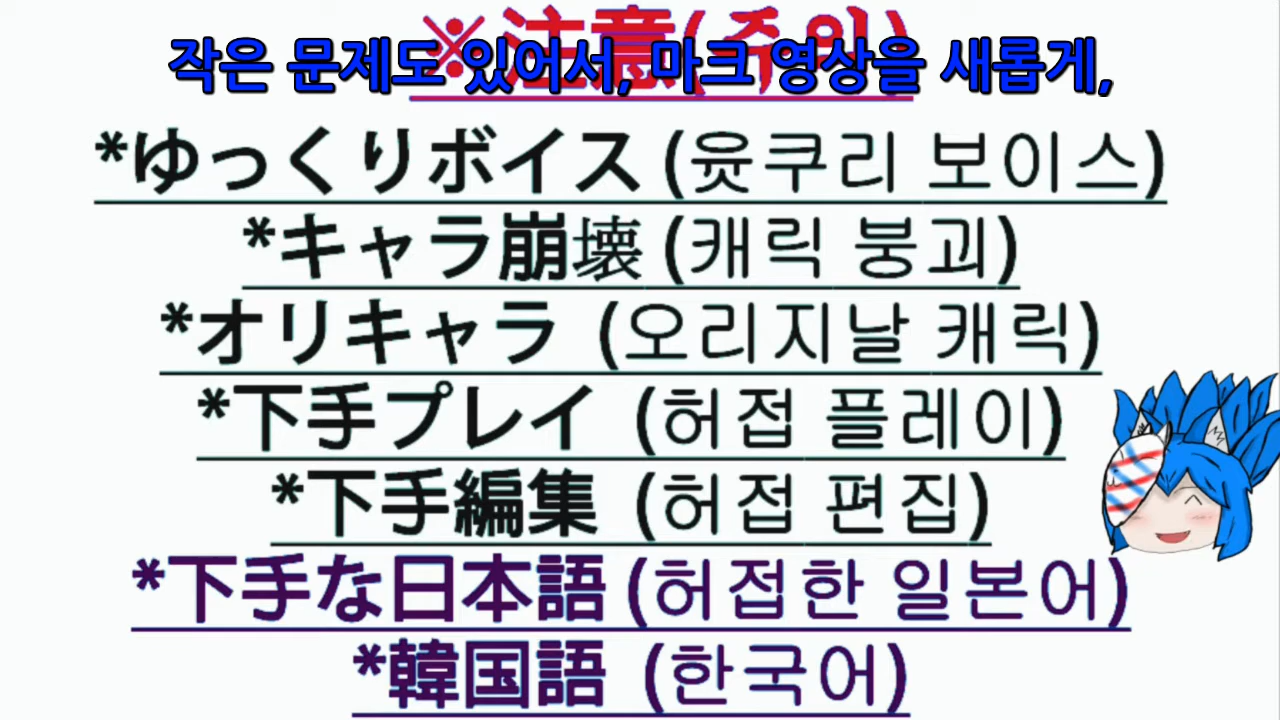 ※注意(주의)
작은 문제도 있어서, 마크 영상을 새롭게,
*ゆっくりボイス (윳쿠리 보이스)
*キャラ崩壊 (캐릭 붕괴)
*オリキャラ (오리지날 캐릭)
*下手プレイ (허접 플레이)
*下手編集 (허접 편집)
*下手な日本語 (허접한 일본어)
*韓国語 (한국어)